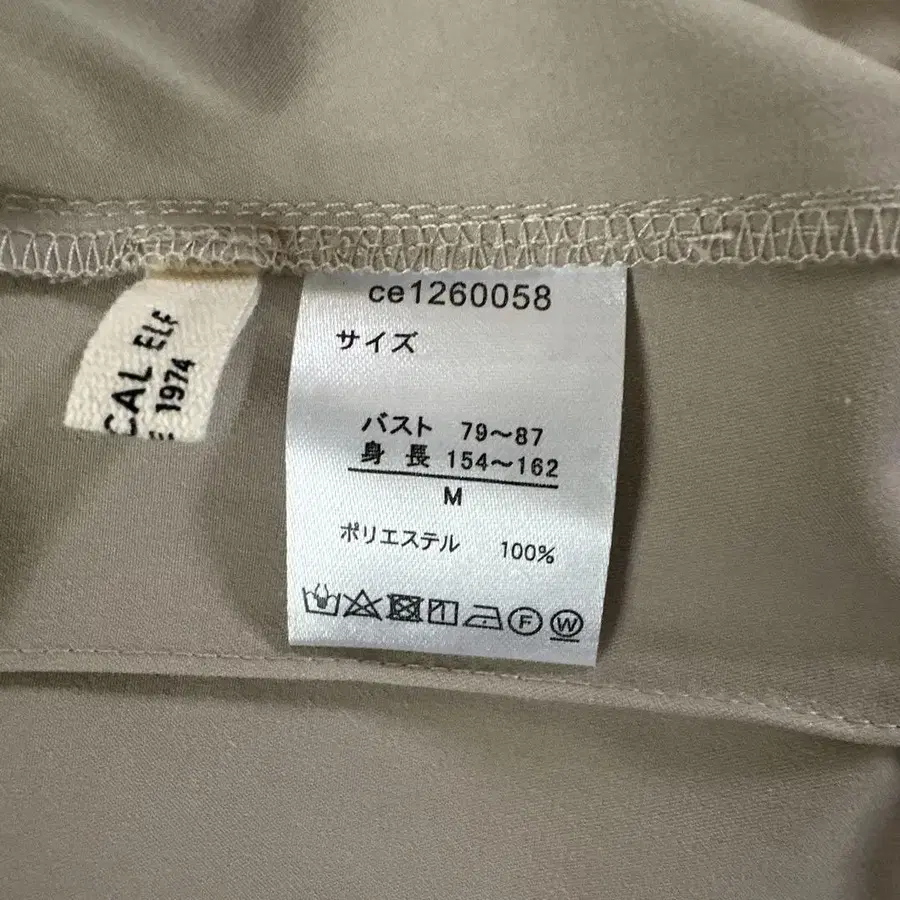 CAL ELF
E 1974
ce1260058
サイズ
バスト 79～87
身長 154～162
M
ポリエステル 100%
F W